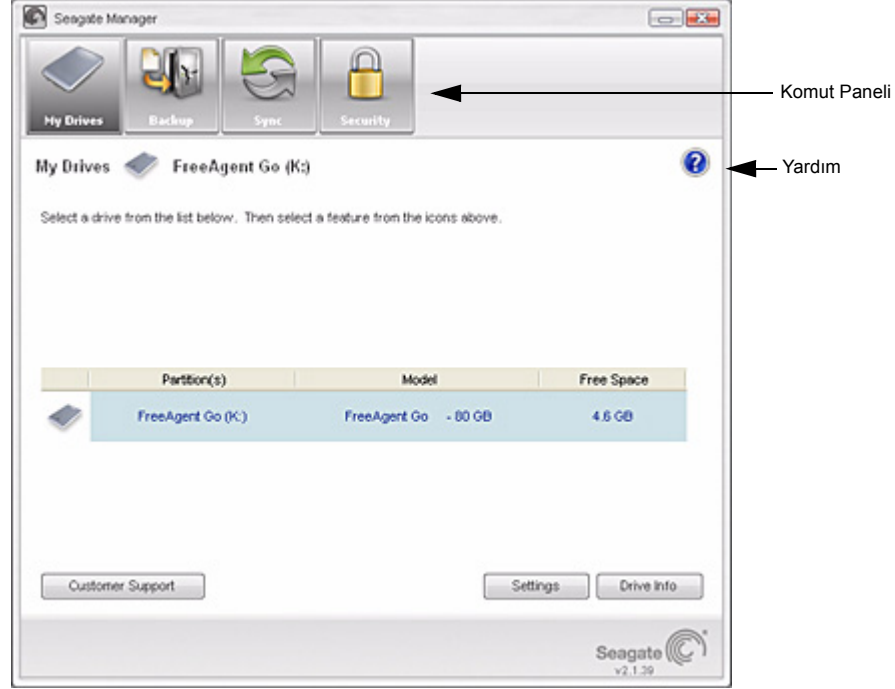 Seagate Manager
My Drives
Backup
Sync
Security
Komut Paneli
My Drives FreeAgent Go (K:)
?
Yardım
Select a drive from the list below. Then select a feature from the icons above.
Partition(s) Model Free Space
FreeAgent Go (K:) FreeAgent Go - 80 GB 4.6 GB
Customer Support
Settings
Drive Info
Seagate
v2.1.39